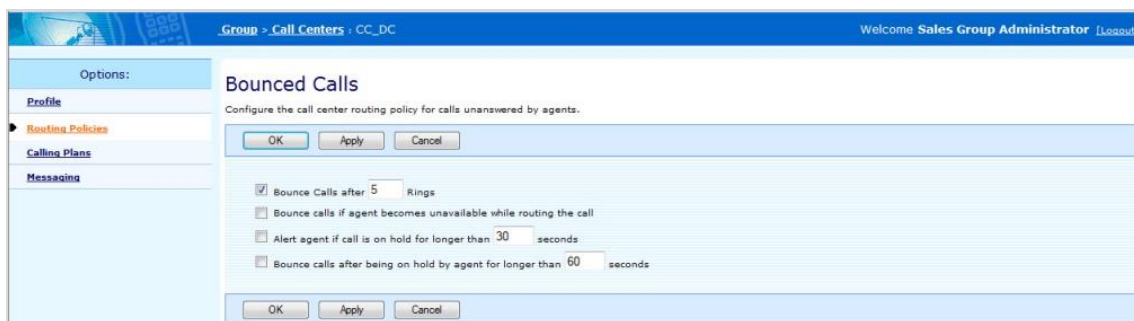 Group > Call Centers : CC_DC
Welcome Sales Group Administrator [Logout
Options:
Profile
Routing Policies
Calling Plans
Messaging
Bounced Calls
Configure the call center routing policy for calls unanswered by agents.
OK Apply Cancel
Bounce Calls after 5 Rings
Bounce calls if agent becomes unavailable while routing the call
Alert agent if call is on hold for longer than 30 seconds
Bounce calls after being on hold by agent for longer than 60 seconds
OK Apply Cancel